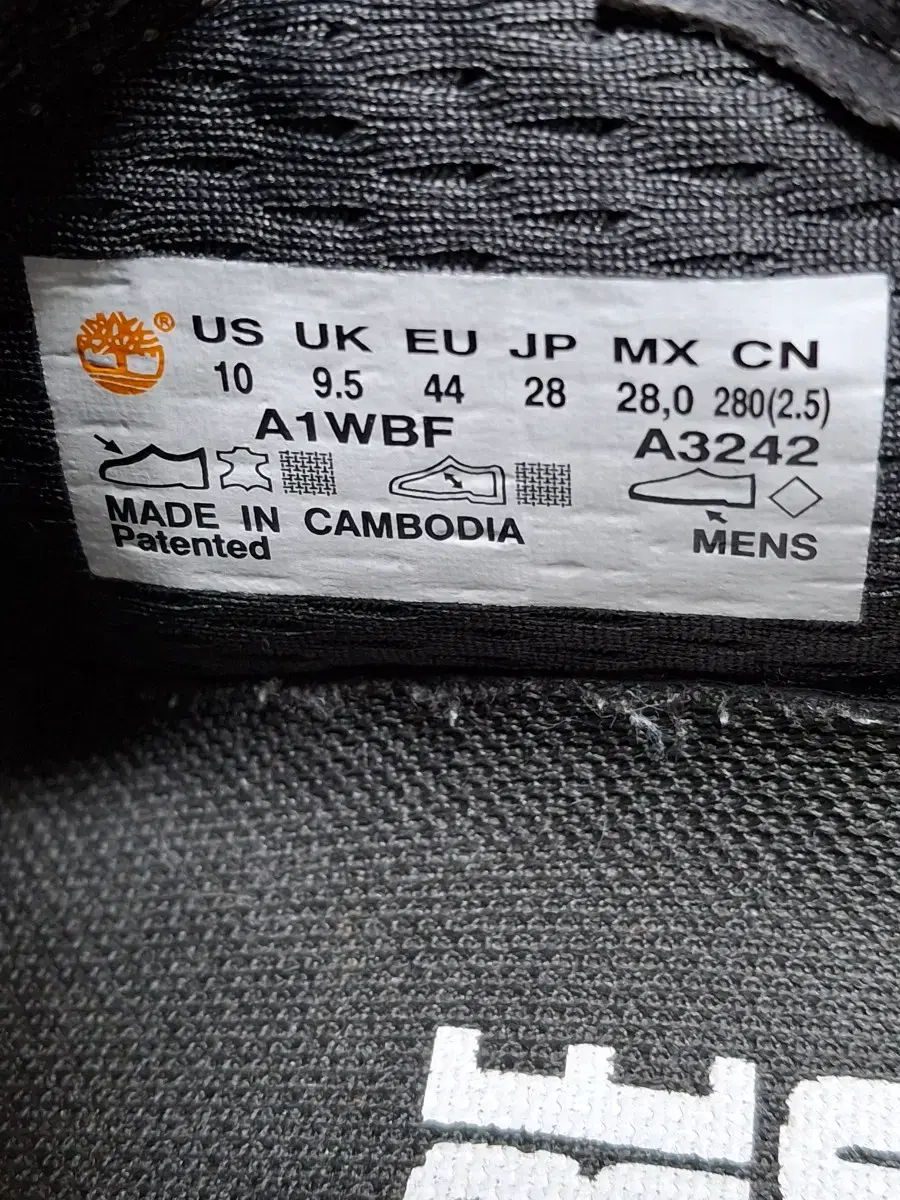 ® US UK EU JP MX CN
10 9.5 44 28 28,0 280(2.5)
A1WBF A3242
MADE IN CAMBODIA
Patented MENS